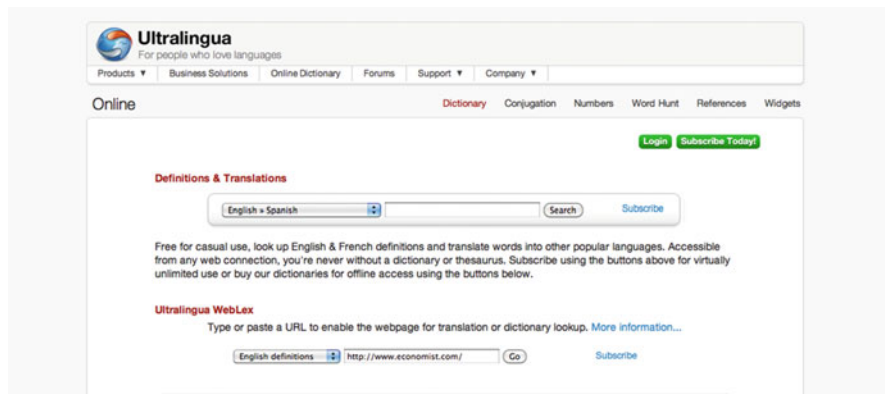 Ultralingua
For people who love languages
Products ▼ Business Solutions Online Dictionary Forums Support ▼ Company ▼
Online Dictionary Conjugation Numbers Word Hunt References Widgets
Login Subscribe Today!
Definitions & Translations
English » Spanish Search Subscribe
Free for casual use, look up English & French definitions and translate words into other popular languages. Accessible
from any web connection, you're never without a dictionary or thesaurus. Subscribe using the buttons above for virtually
unlimited use or buy our dictionaries for offline access using the buttons below.
Ultralingua WebLex
Type or paste a URL to enable the webpage for translation or dictionary lookup. More information...
English definitions http://www.economist.com/ Go Subscribe